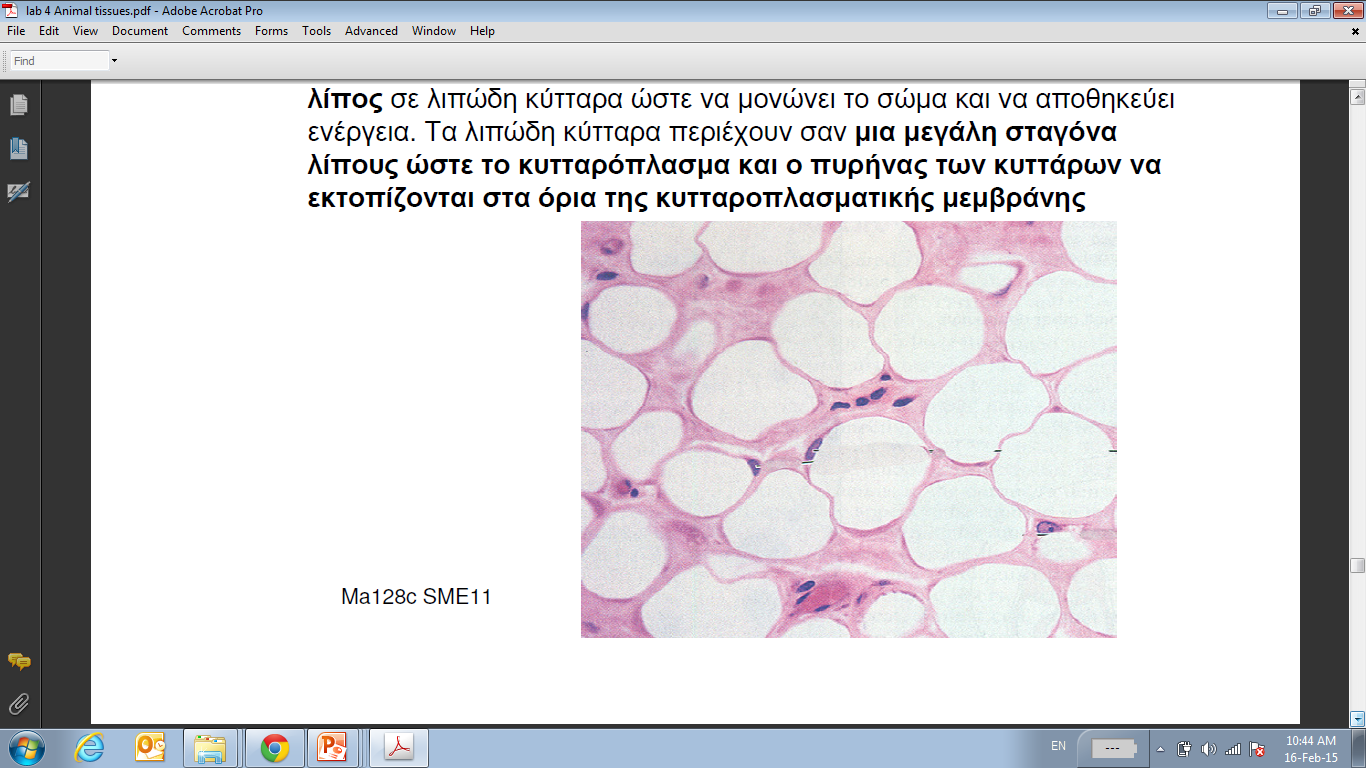 lab 4 Animal tissues.pdf - Adobe Acrobat Pro
File Edit View Document Comments Forms Tools Advanced Window Help
Find
λίπος σε λιπώδη κύτταρα ώστε να μονώνει το σώμα και να αποθηκεύει
ενέργεια. Τα λιπώδη κύτταρα περιέχουν σαν μια μεγάλη σταγόνα
λίπους ώστε το κυτταρόπλασμα και ο πυρήνας των κυττάρων να
εκτοπίζονται στα όρια της κυτταροπλασματικής μεμβράνης
Ma128c SME11
EN
---
10:44 AM
16-Feb-15